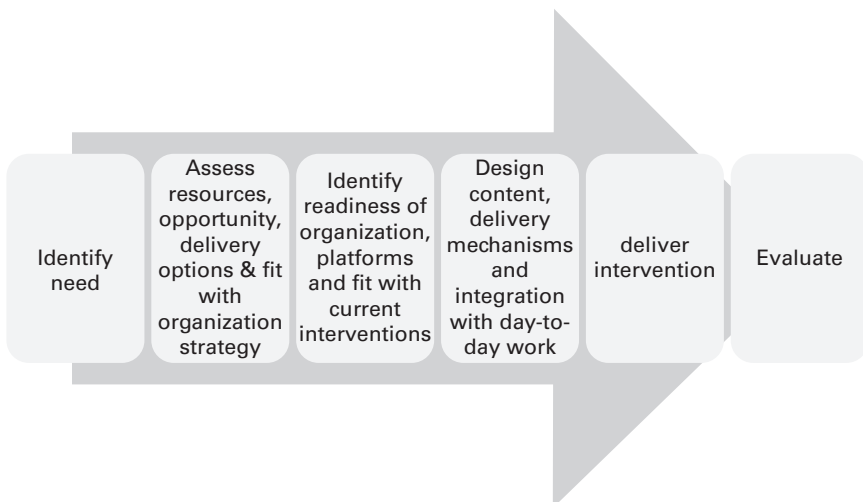 Identify
need
Assess
resources,
opportunity,
delivery
options & fit
with
organization
strategy
Identify
readiness of
organization,
platforms
and fit with
current
interventions
Design
content,
delivery
mechanisms
and
integration
with day-to-
day work
deliver
intervention
Evaluate